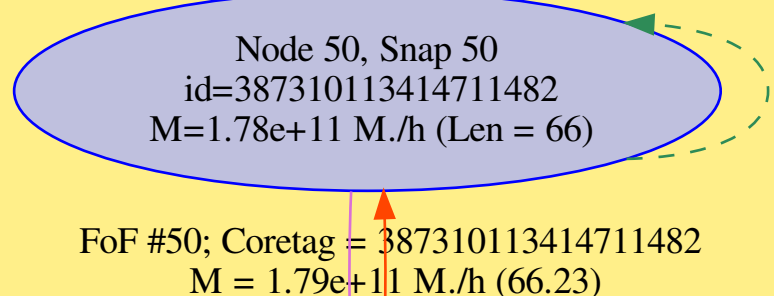 Node 50, Snap 50
id=387310113414711482
M=1.78e+11 M./h (Len = 66)
FoF #50; Coretag = 387310113414711482
M = 1.79e+11 M./h (66.23)